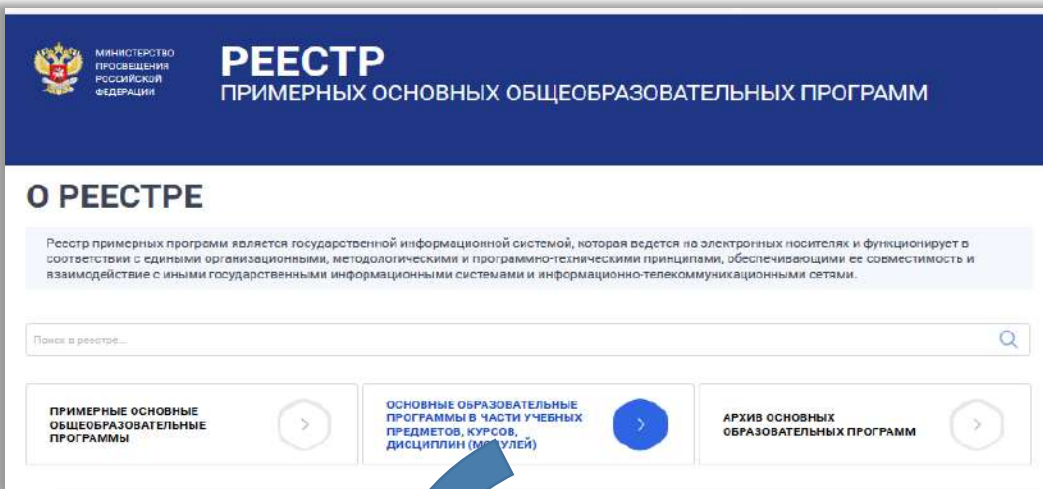 МИНИСТЕРСТВО
ПРОСВЕЩЕНИЯ
РОССИЙСКОЙ
ФЕДЕРАЦИИ
РЕЕСТР
ПРИМЕРНЫХ ОСНОВНЫХ ОБЩЕОБРАЗОВАТЕЛЬНЫХ ПРОГРАММ
О РЕЕСТРЕ
Реестр примерных программ является государственной информационной системой, которая ведется на электронных носителях и функционирует в
соответствии с едиными организационными, методологическими и программно-техническими принципами, обеспечивающими ее совместимость и
взаимодействие с иными государственными информационными системами и информационно-телекоммуникационными сетями.
Поиск в реестре...
ПРИМЕРНЫЕ ОСНОВНЫЕ
ОБЩЕОБРАЗОВАТЕЛЬНЫЕ
ПРОГРАММЫ
ОСНОВНЫЕ ОБРАЗОВАТЕЛЬНЫЕ
ПРОГРАММЫ В ЧАСТИ УЧЕБНЫХ
ПРЕДМЕТОВ, КУРСОВ,
ДИСЦИПЛИН (МОДУЛЕЙ)
АРХИВ ОСНОВНЫХ
ОБРАЗОВАТЕЛЬНЫХ ПРОГРАММ